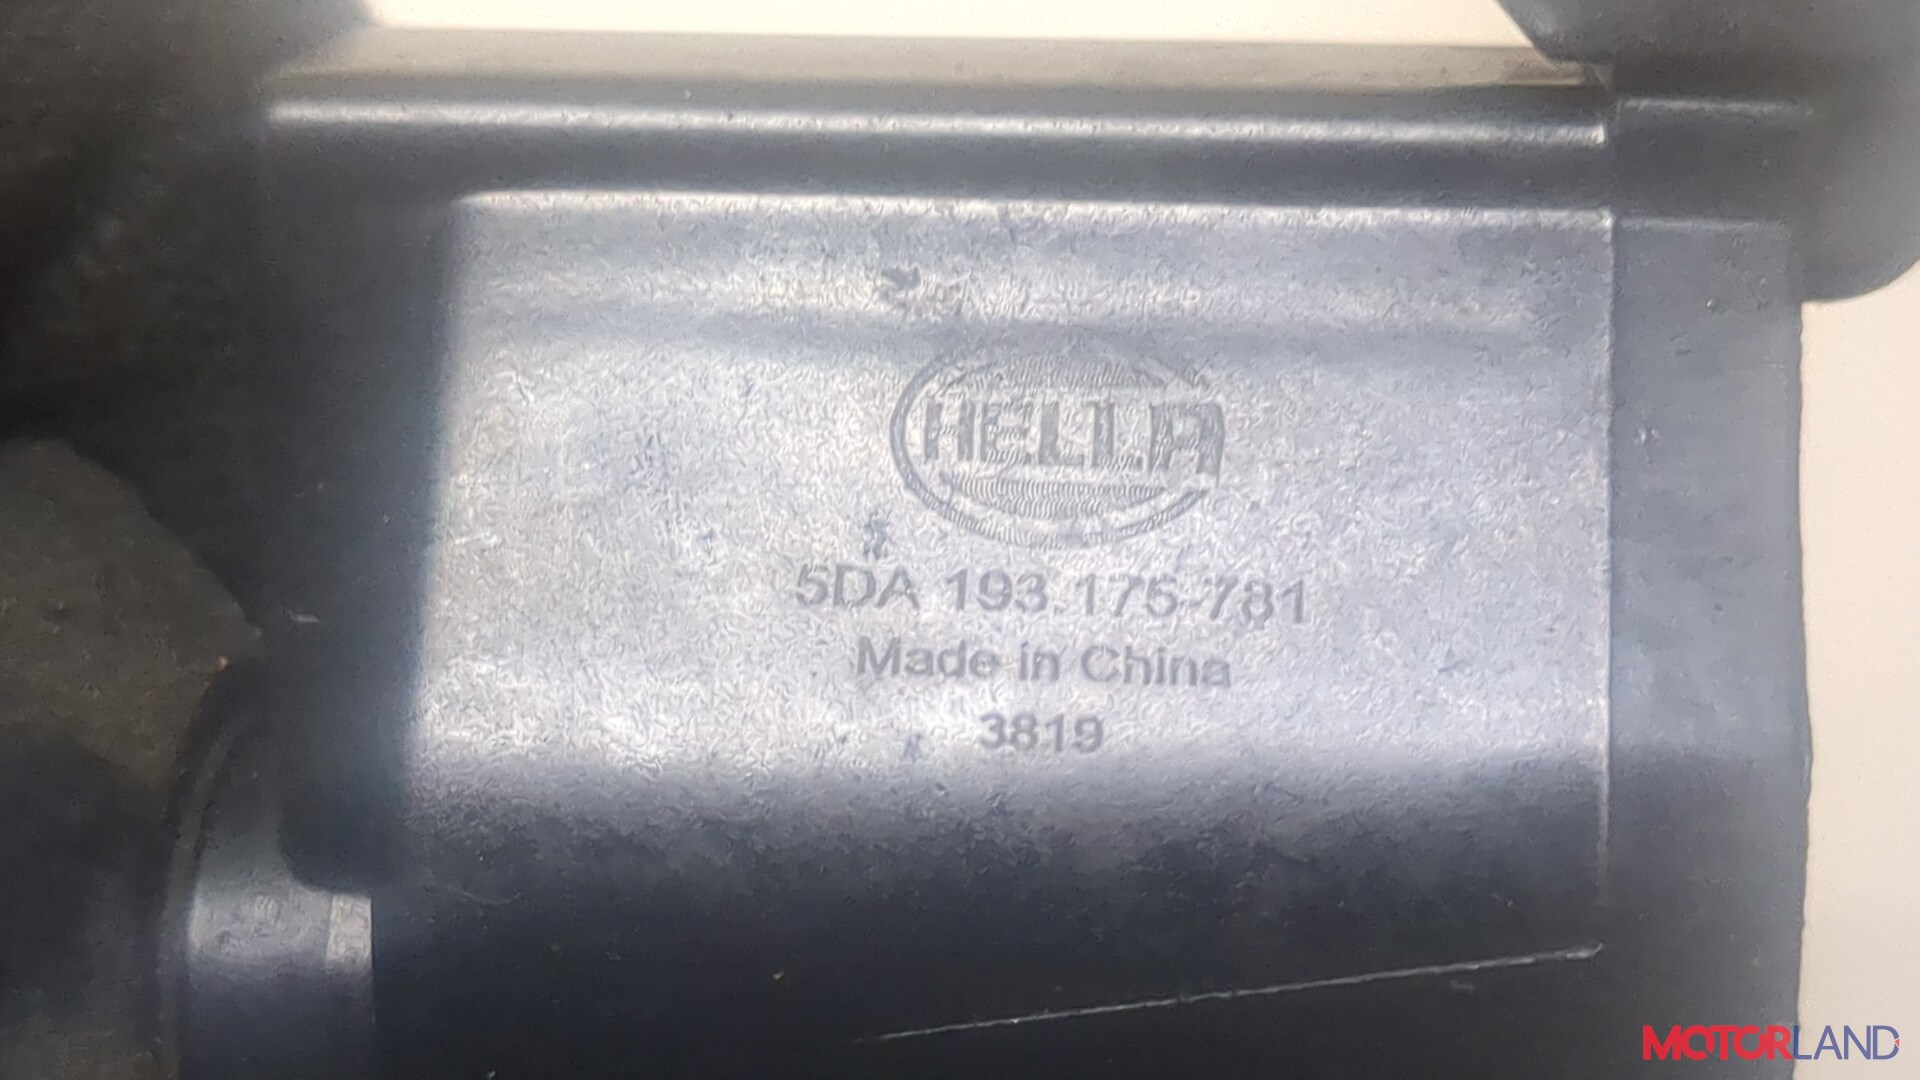 HELLA
5DA 193.175-781
Made in China
3819
MOTORLAND